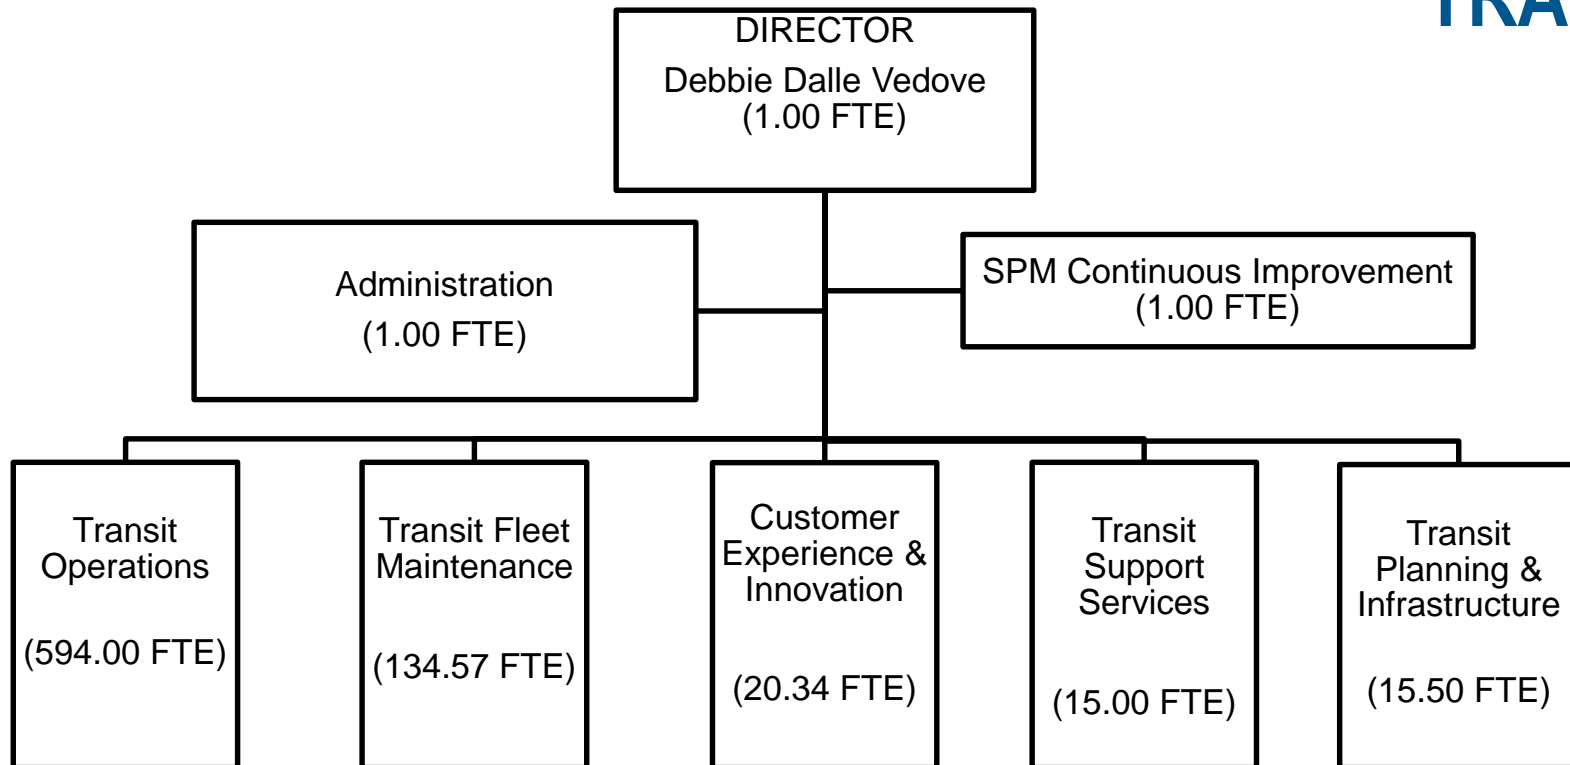 TRA
DIRECTOR
Debbie Dalle Vedove
(1.00 FTE)
Administration
(1.00 FTE)
SPM Continuous Improvement
(1.00 FTE)
Transit
Operations
(594.00 FTE)
Transit Fleet
Maintenance
(134.57 FTE)
Customer
Experience &
Innovation
(20.34 FTE)
Transit
Support
Services
(15.00 FTE)
Transit
Planning &
Infrastructure
(15.50 FTE)